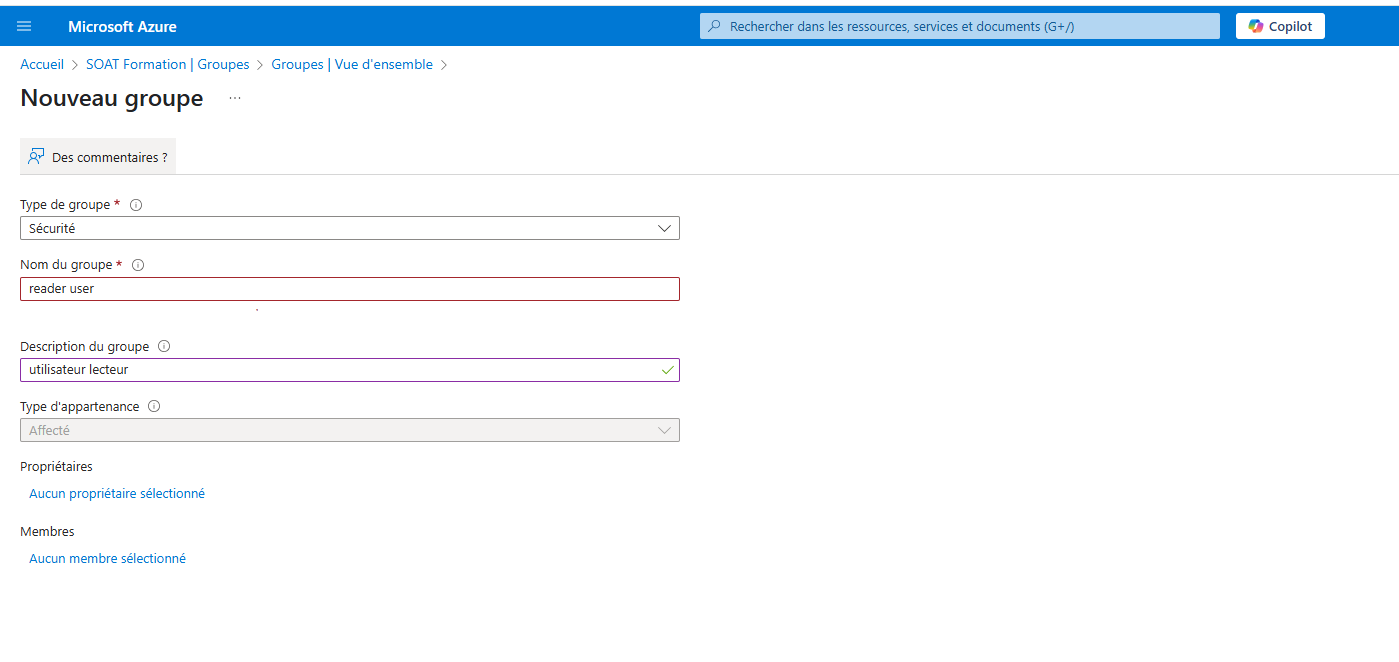 Microsoft Azure
Rechercher dans les ressources, services et documents (G+/)
Copilot
Accueil > SOAT Formation | Groupes > Groupes | Vue d'ensemble >
Nouveau groupe ...
Des commentaires ?
Type de groupe *
Sécurité
Nom du groupe *
reader user
Description du groupe
utilisateur lecteur
Type d'appartenance
Affecté
Propriétaires
Aucun propriétaire sélectionné
Membres
Aucun membre sélectionné